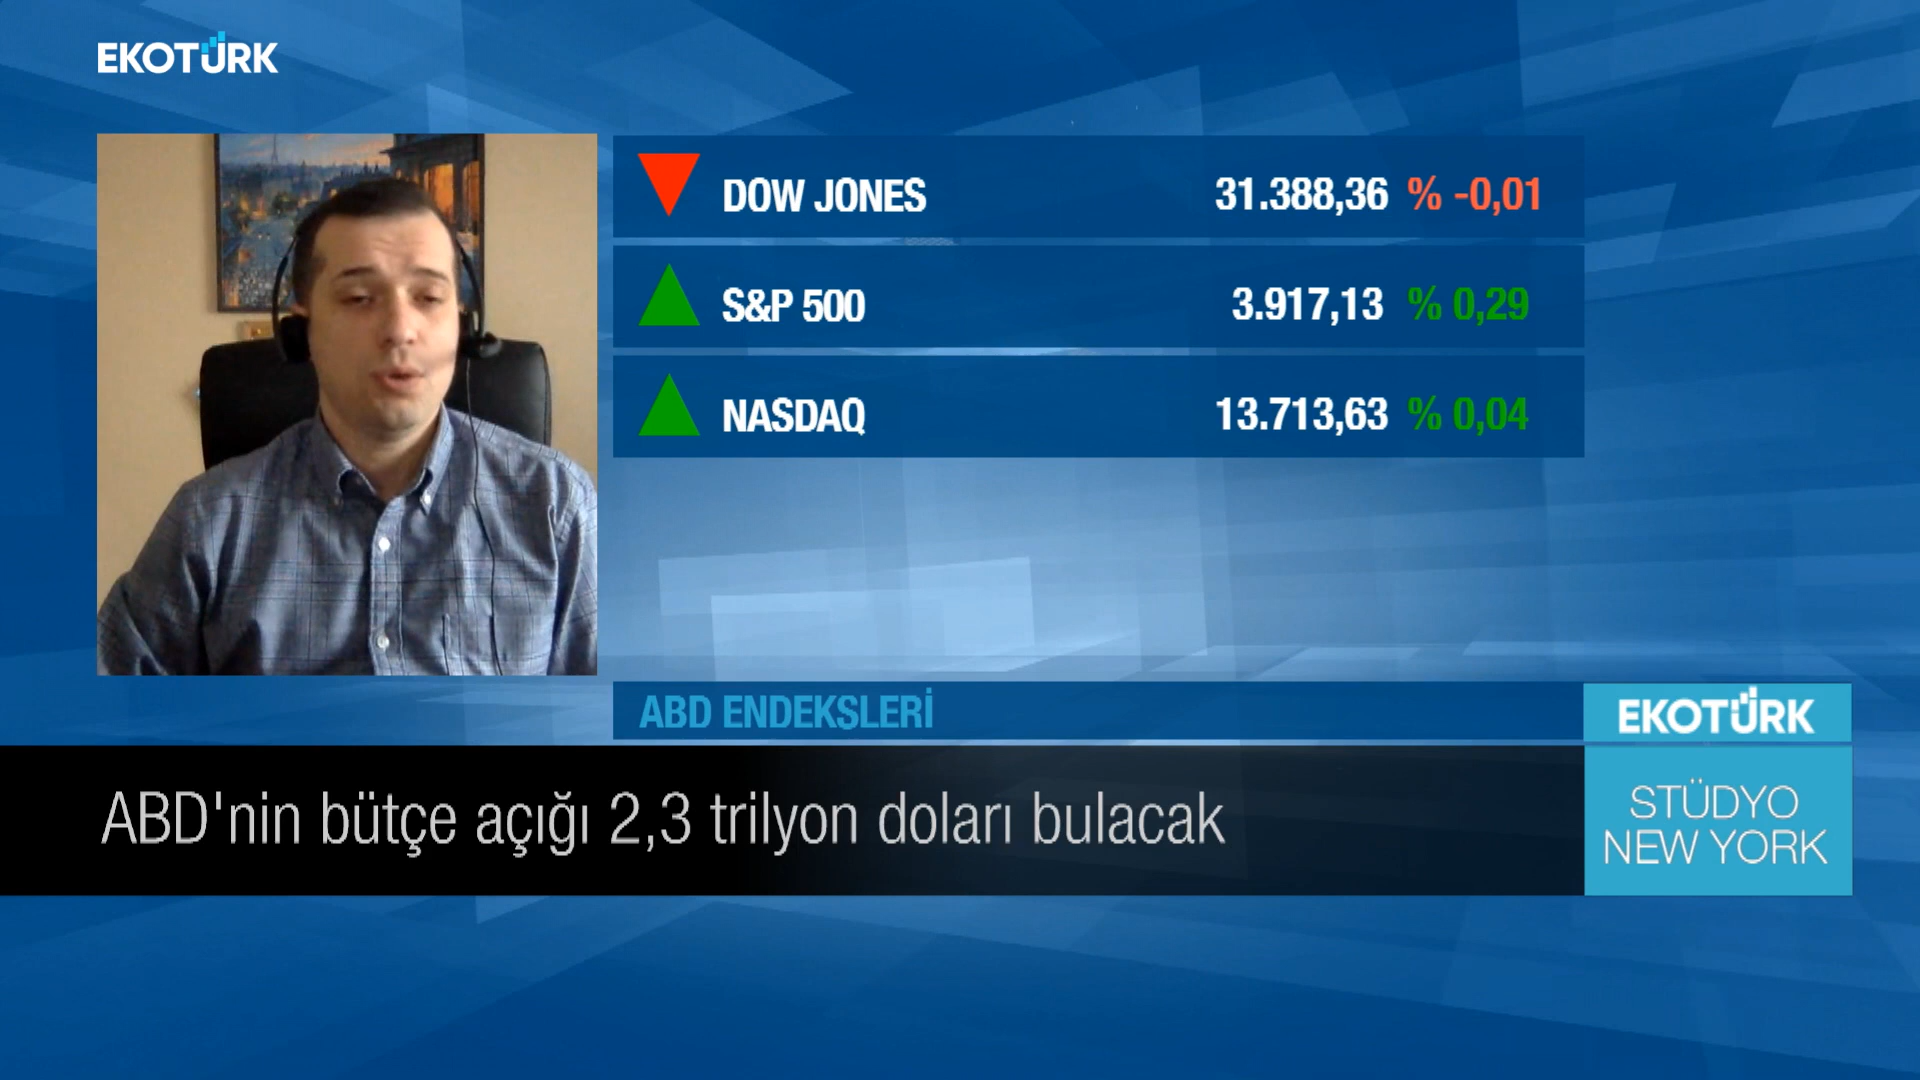 EKOTÜRK
DOW JONES 31.388,36 % -0,01
S&P 500 3.917,13 % 0,29
NASDAQ 13.713,63 % 0,04
ABD ENDEKSLERİ
EKOTÜRK
ABD'nin bütçe açığı 2,3 trilyon doları bulacak
STÜDYO
NEW YORK